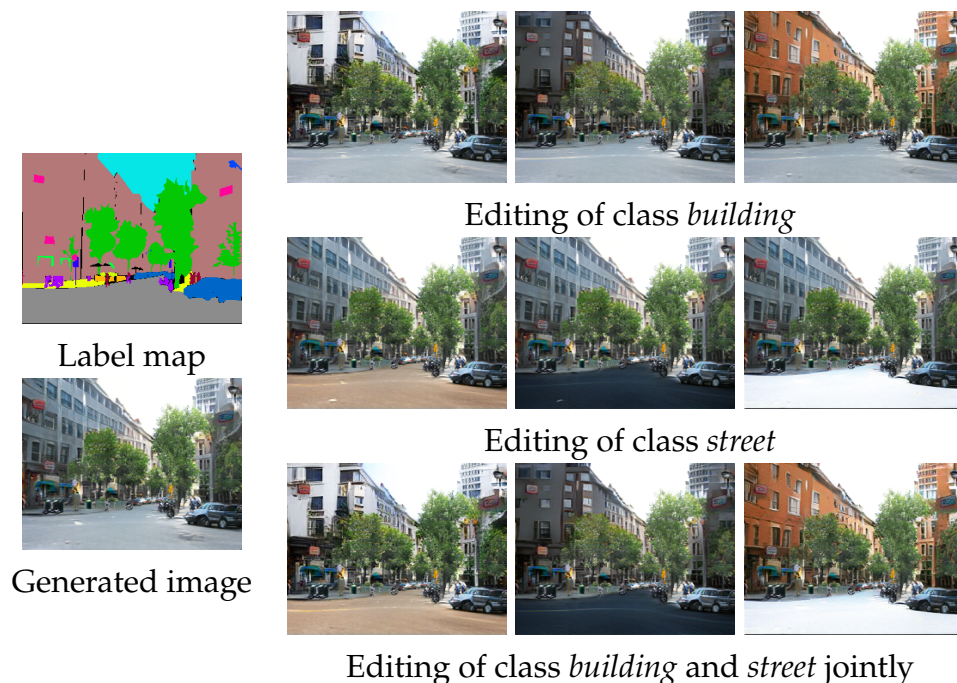 Editing of class building
Label map
Editing of class street
Generated image
Editing of class building and street jointly